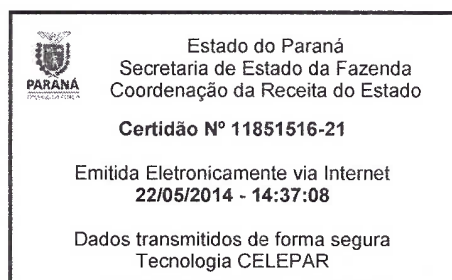 Estado do Paraná
Secretaria de Estado da Fazenda
PARANÁ
Coordenação da Receita do Estado
Certidão Nº 11851516-21
Emitida Eletronicamente via Internet
22/05/2014 - 14:37:08
Dados transmitidos de forma segura
Tecnologia CELEPAR